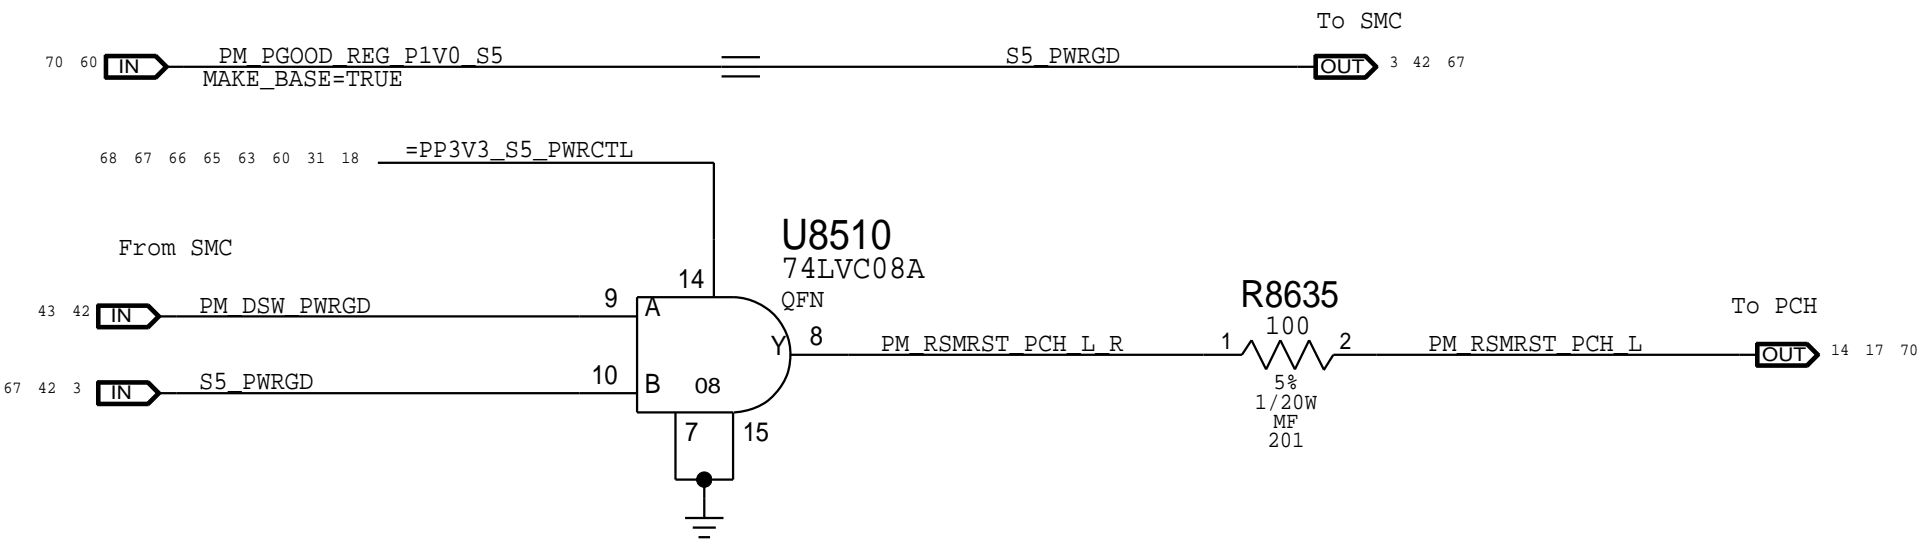 To SMC
70 60 IN PM_PGOOD_REG_P1V0_S5 S5_PWRGD OUT 3 42 67
MAKE_BASE=TRUE
68 67 66 65 63 60 31 18 =PP3V3_S5_PWRCTL
U8510
74LVC08A
QFN
From SMC
14
43 42 IN PM_DSW_PWRGD 9 A
R8635
100
To PCH
Y 8 PM_RSMRST_PCH_L_R 1 2 PM_RSMRST_PCH_L OUT 14 17 70
67 42 3 IN S5_PWRGD 10 B 08
5%
1/20W
MF
201
7 15